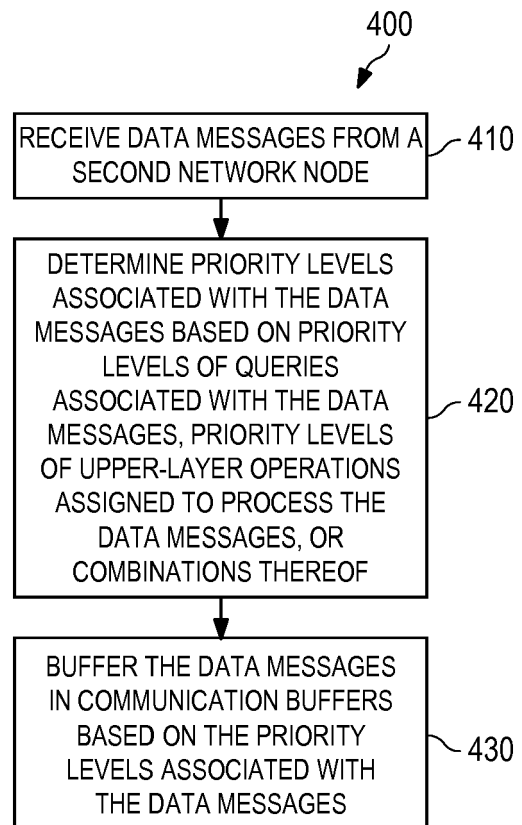 400
RECEIVE DATA MESSAGES FROM A
SECOND NETWORK NODE
410
DETERMINE PRIORITY LEVELS
ASSOCIATED WITH THE DATA
MESSAGES BASED ON PRIORITY
LEVELS OF QUERIES
ASSOCIATED WITH THE DATA
MESSAGES, PRIORITY LEVELS
OF UPPER-LAYER OPERATIONS
ASSIGNED TO PROCESS THE
DATA MESSAGES, OR
COMBINATIONS THEREOF
420
BUFFER THE DATA MESSAGES
IN COMMUNICATION BUFFERS
BASED ON THE PRIORITY
LEVELS ASSOCIATED WITH
THE DATA MESSAGES
430